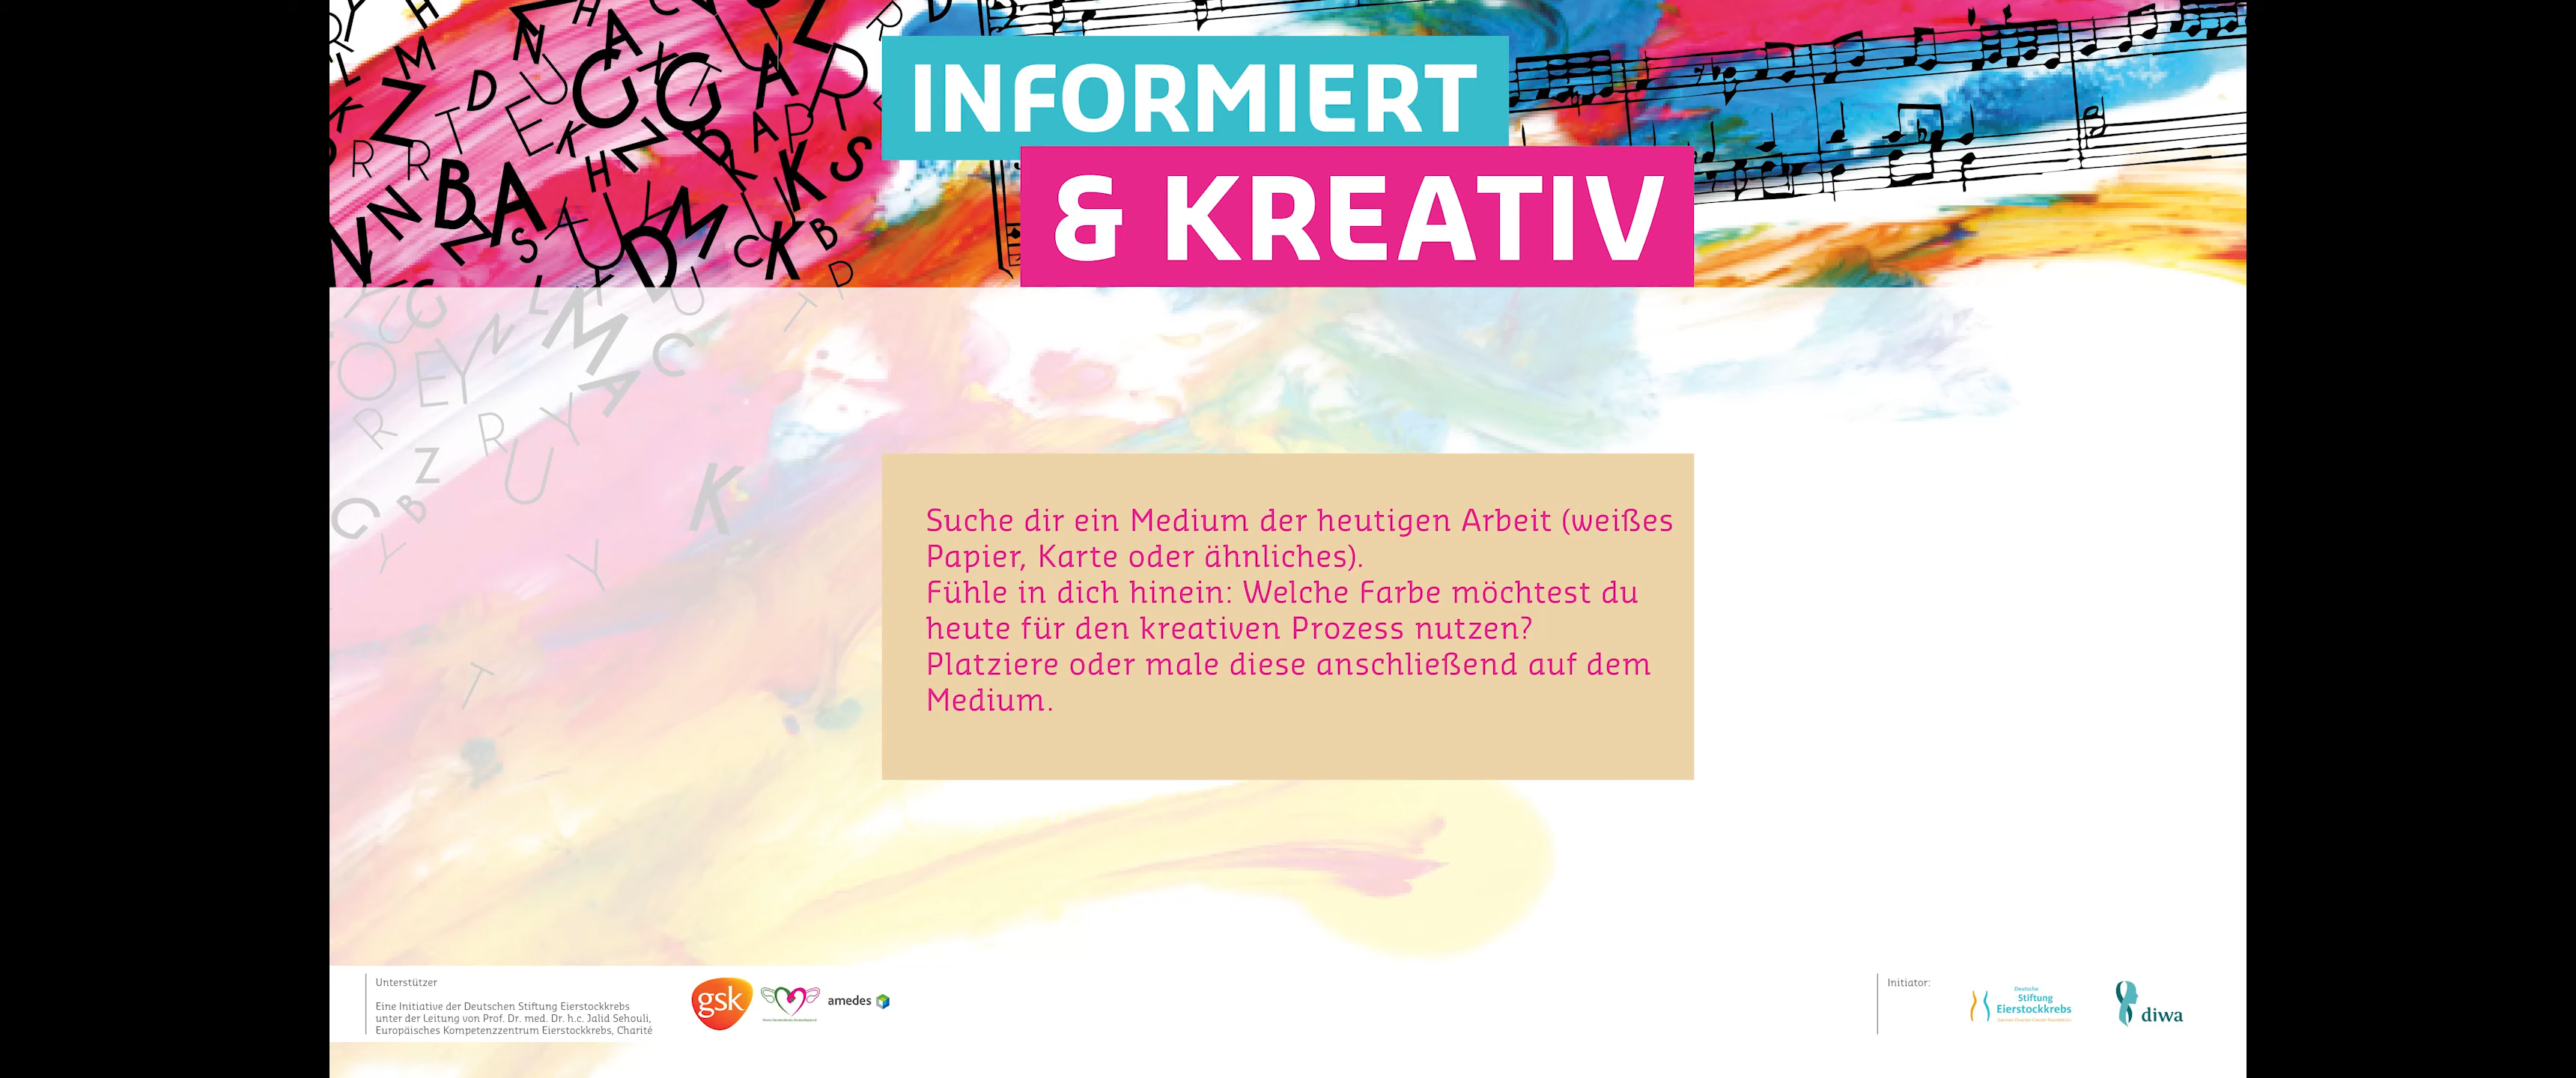 INFORMIERT
& KREATIV
Suche dir ein Medium der heutigen Arbeit (weißes
Papier, Karte oder ähnliches).
Fühle in dich hinein: Welche Farbe möchtest du
heute für den kreativen Prozess nutzen?
Platziere oder male diese anschließend auf dem
Medium.
Unterstützer
Eine Initiative der Deutschen Stiftung Eierstockkrebs
unter der Leitung von Prof. Dr. med. Dr. h.c. Jalid Sehouli,
Europäisches Kompetenzzentrum Eierstockkrebs, Charité
gsk
amedes
Initiator:
Deutsche
Stiftung
Eierstockkrebs
diwa